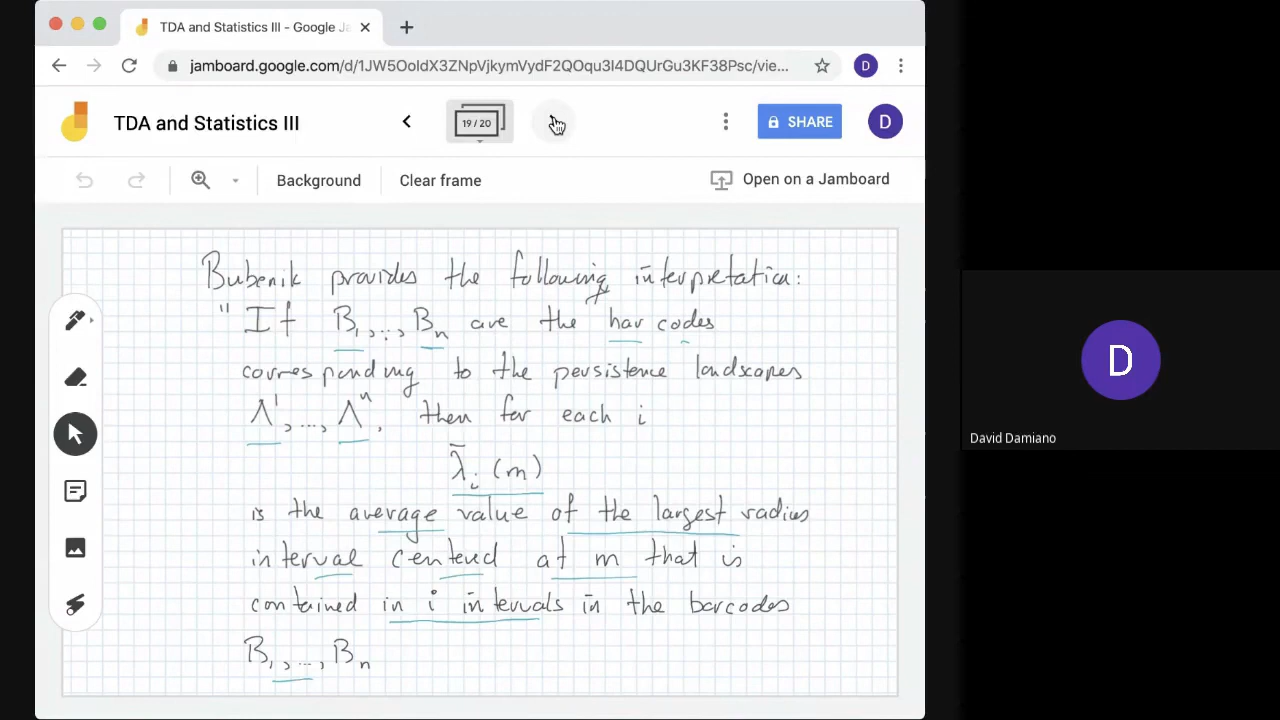 TDA and Statistics III - Google Ja
jamboard.google.com/d/1JW5OoIdX3ZNpVjkymVydF2QOqu3I4DQUrGu3KF38Psc/vie...
D
TDA and Statistics III
19 / 20
SHARE
D
Background
Clear frame
Open on a Jamboard
Bubenik provides the following interpretation:
"If B₁,...,Bₙ are the bar codes
corresponding to the persistence landscapes
Λ¹,...,Λⁿ, then for each i
λ̄ᵢ(m)
is the average value of the largest radius
interval centered at m that is
contained in i intervals in the barcodes
B₁,...,Bₙ
D
David Damiano